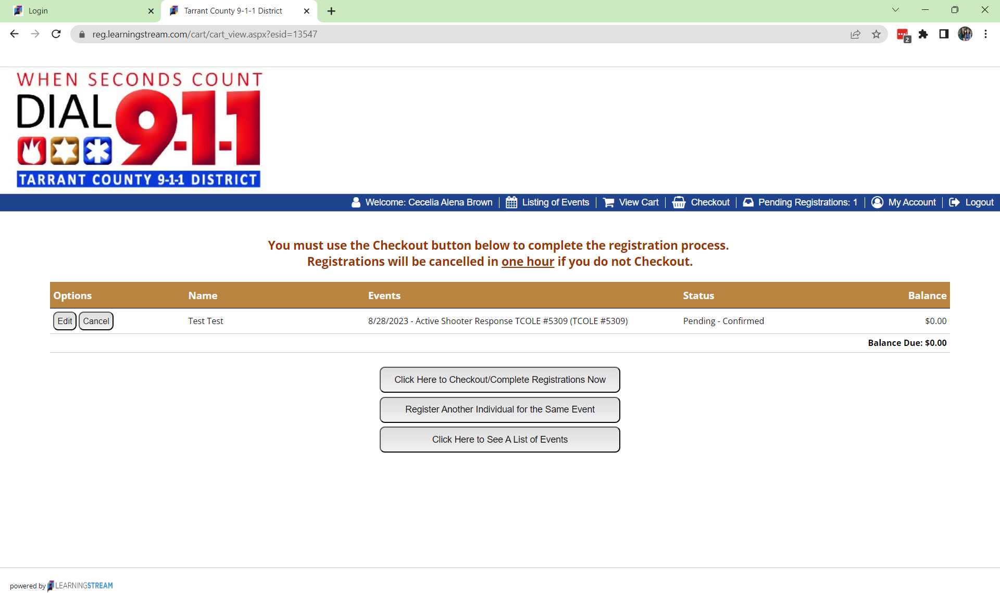 Login
Tarrant County 9-1-1 District
reg.learningstream.com/cart/cart_view.aspx?esid=13547
2
WHEN SECONDS COUNT
DIAL 9-1-1
TARRANT COUNTY 9-1-1 DISTRICT
Welcome: Cecelia Alena Brown Listing of Events View Cart Checkout Pending Registrations: 1 My Account Logout
You must use the Checkout button below to complete the registration process.
Registrations will be cancelled in one hour if you do not Checkout.
Options Name Events Status Balance
Edit Cancel Test Test 8/28/2023 - Active Shooter Response TCOLE #5309 (TCOLE #5309) Pending - Confirmed $0.00
Balance Due: $0.00
Click Here to Checkout/Complete Registrations Now
Register Another Individual for the Same Event
Click Here to See A List of Events
powered by LEARNINGSTREAM